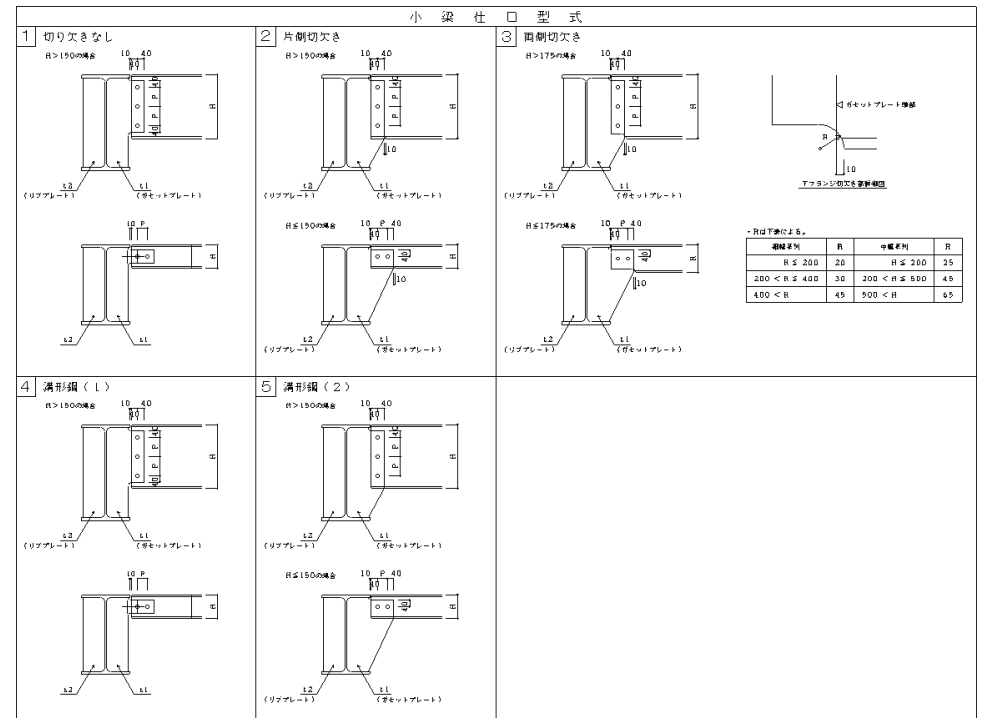 小梁仕口型式
1 切り欠きなし
H>150の場合
10 40
40
40
P
P
40
H
t2
t1
(リブプレート)
(ガセットプレート)
10 P
H
t2
t1
2 片側切欠き
H>150の場合
10 40
40
40
P
P
H
10
t2
t1
(リブプレート)
(ガセットプレート)
H≦150の場合
10 P 40
40
40
H
10
t2
t1
(リブプレート)
(ガセットプレート)
3 両側切欠き
H>175の場合
10 40
40
40
P
P
H
10
t2
t1
(リブプレート)
(ガセットプレート)
H≦175の場合
10 P 40
40
40
H
10
t2
t1
(リブプレート)
(ガセットプレート)
ガセットプレート端部
R
10
下フランジ切欠き部詳細図
・Rは下表による。
細幅系列 R 中幅系列 R
H≦200 20 H≦200 25
200<H≦400 30 200<H≦500 45
400<H 45 500<H 65
4 溝形鋼(1)
H>150の場合
10 40
40
40
P
P
40
H
t2
t1
(リブプレート)
(ガセットプレート)
10 P
H
t2
t1
5 溝形鋼(2)
H>150の場合
10 40
40
40
P
P
H
t2
t1
(リブプレート)
(ガセットプレート)
H≦150の場合
10 P 40
40
40
H
t2
t1
(リブプレート)
(ガセットプレート)